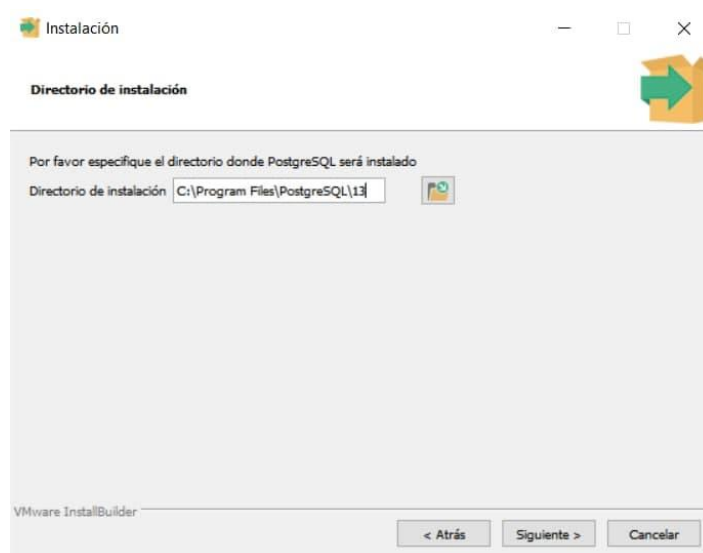 Instalación
Directorio de instalación
Por favor especifique el directorio donde PostgreSQL será instalado
Directorio de instalación C:\Program Files\PostgreSQL\13
VMware InstallBuilder
< Atrás Siguiente > Cancelar